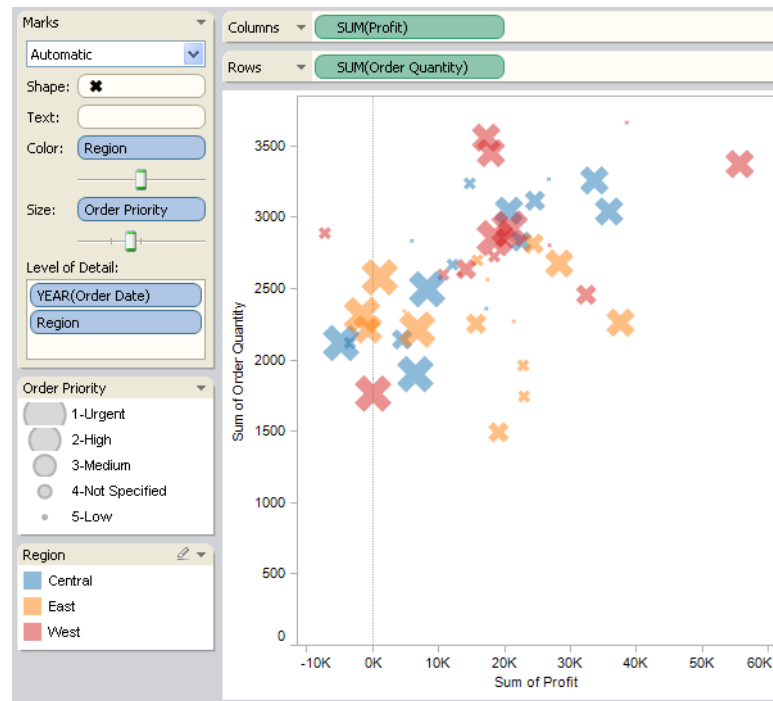 Marks
Automatic
Shape:
Text:
Color: Region
Size: Order Priority
Level of Detail:
YEAR(Order Date)
Region
Order Priority
1-Urgent
2-High
3-Medium
4-Not Specified
5-Low
Region
Central
East
West
Columns SUM(Profit)
Rows SUM(Order Quantity)
Sum of Order Quantity
3500
3000
2500
2000
1500
1000
500
0
-10K 0K 10K 20K 30K 40K 50K 60K
Sum of Profit